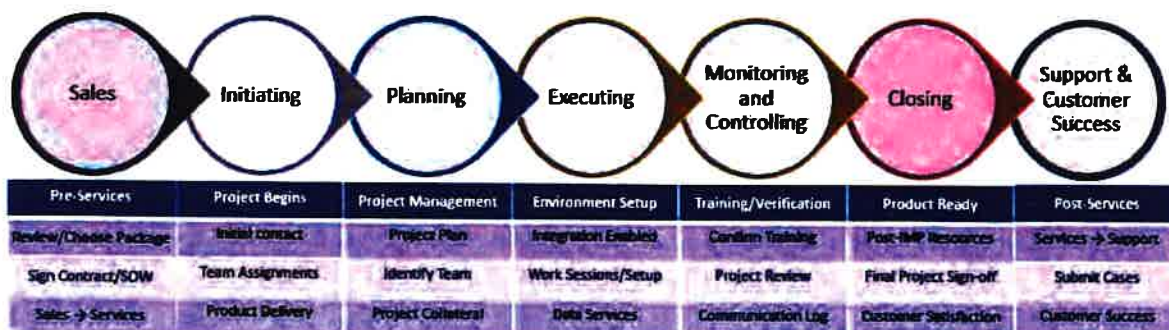 Sales
Initiating
Planning
Executing
Monitoring
and
Controlling
Closing
Support &
Customer
Success
Pre-Services Project Begins Project Management Environment Setup Training/Verification Product Ready Post-Services
Review/Choose Package Initial contact Project Plan Integration Enabled Confirm Training Post-IMP Resources Services → Support
Sign Contract/SOW Team Assignments Identify Team Work Sessions/Setup Project Review Final Project Sign-off Submit Cases
Sales → Services Product Delivery Project Collateral Data Services Communication Log Customer Satisfaction Customer Success